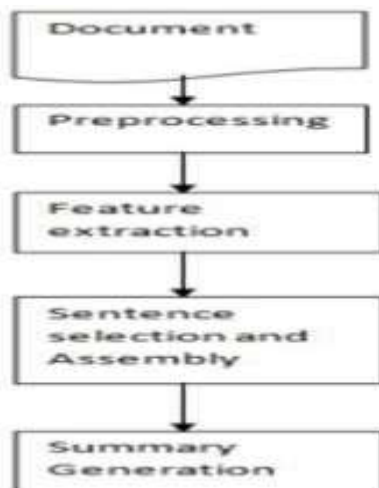 Document
Preprocessing
Feature
extraction
Sentence
selection and
Assembly
Summary
Generation